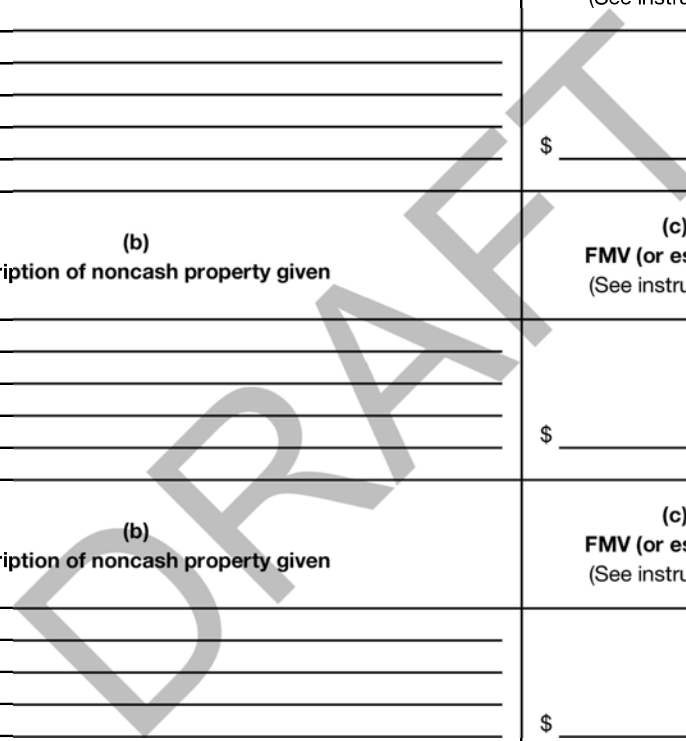 (See instru
$
(b)
ription of noncash property given
(c)
FMV (or es
(See instru
$
(b)
ription of noncash property given
(c)
FMV (or es
(See instru
$
DRAFT